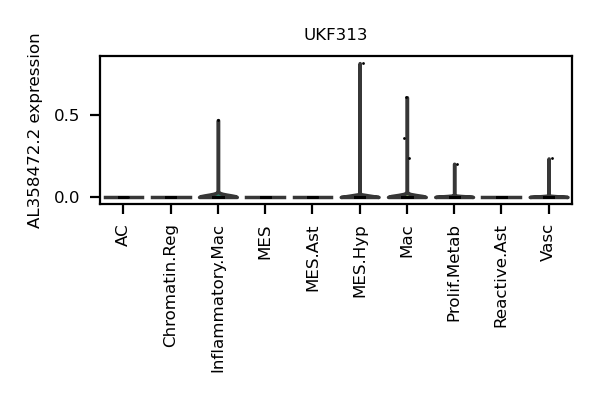 UKF313
AL358472.2 expression
0.5
0.0
AC
Chromatin.Reg
Inflammatory.Mac
MES
MES.Ast
MES.Hyp
Mac
Prolif.Metab
Reactive.Ast
Vasc